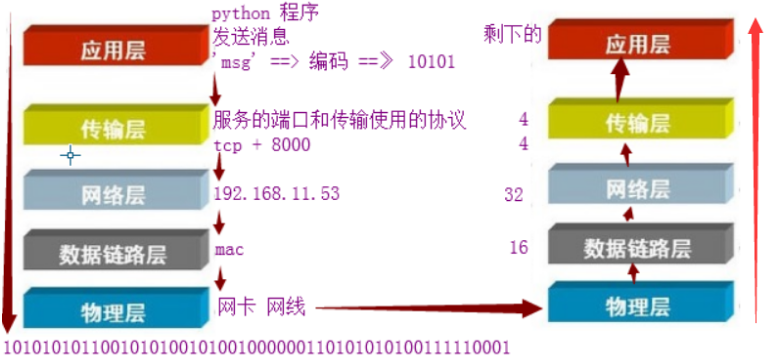 python 程序
发送消息
'msg' ==> 编码 ==》 10101
应用层
剩下的
应用层
传输层
服务的端口和传输使用的协议
tcp + 8000
4
4
传输层
网络层
192.168.11.53
32
网络层
数据链路层
mac
16
数据链路层
物理层
网卡 网线
物理层
1010101011001010100101001000000110101010100111110001